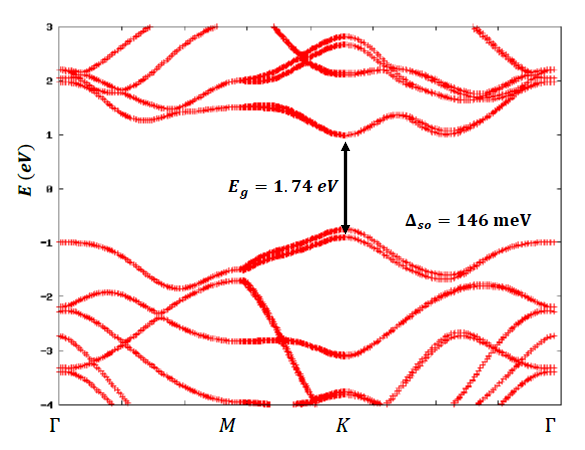 3
2
1
0
−1
−2
−3
−4
E (eV)
E_g = 1.74 eV
Δ_so = 146 meV
Γ M K Γ